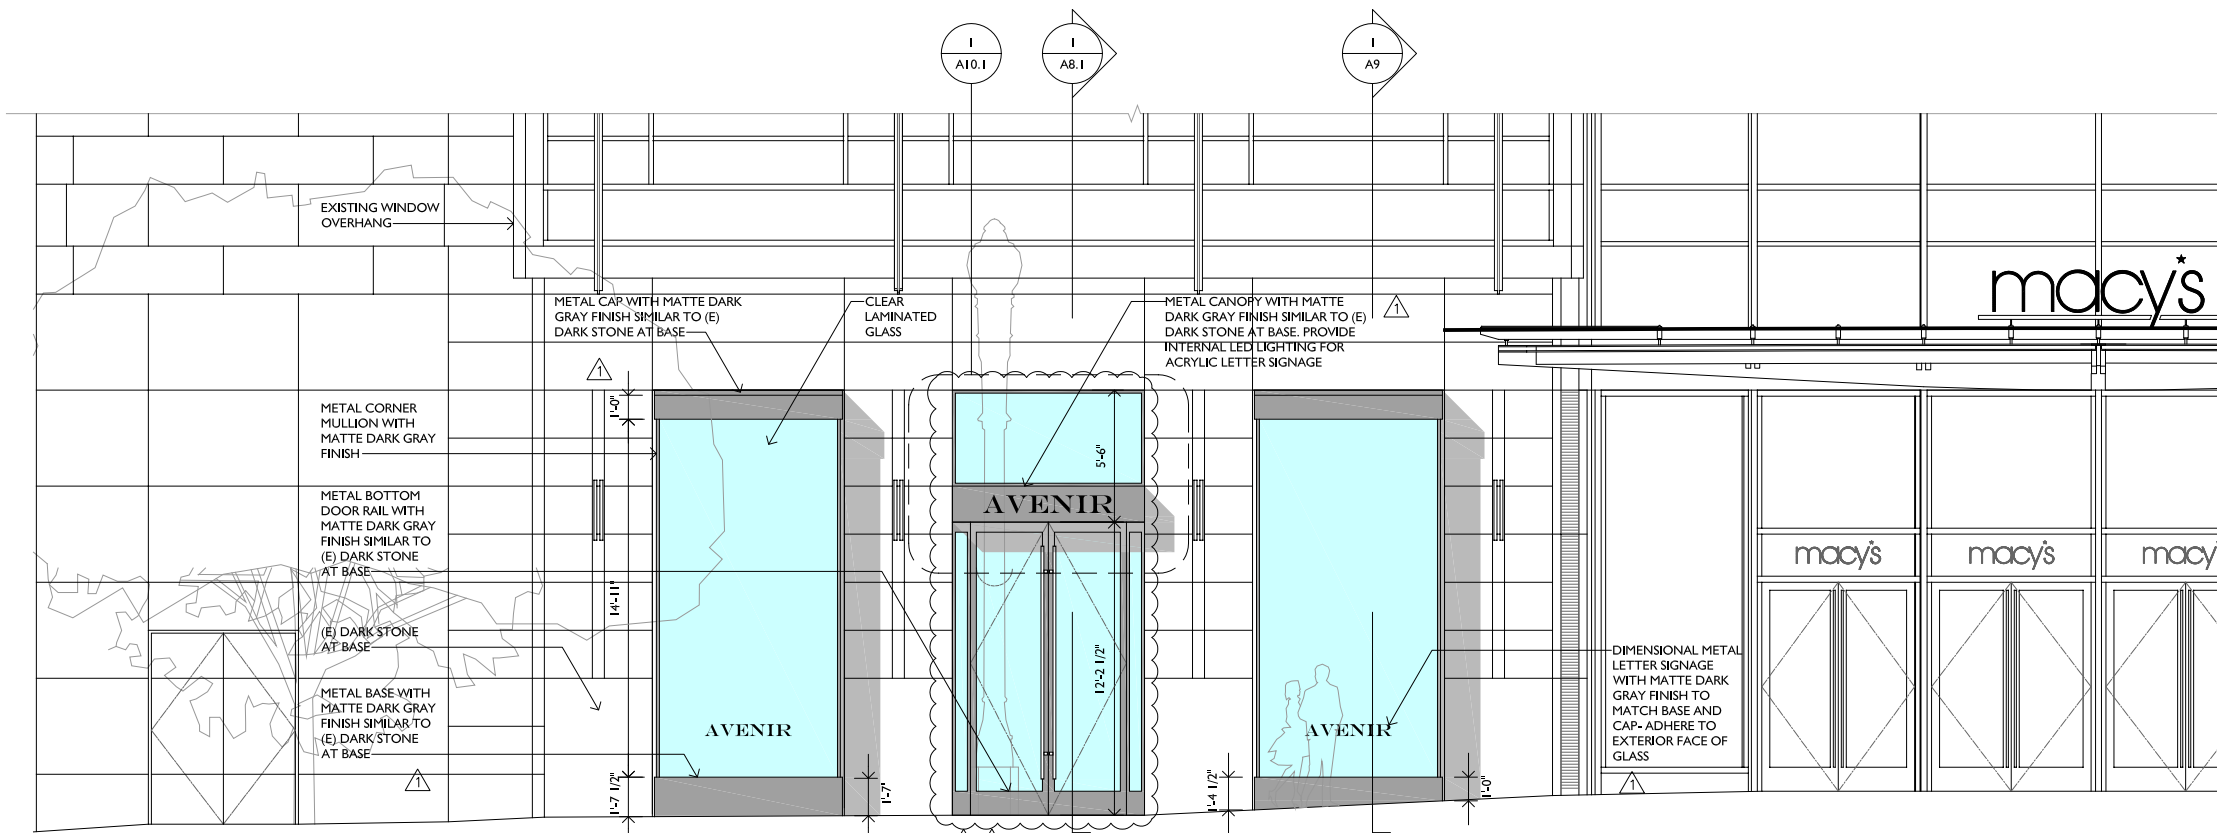 1
A10.1
1
A8.1
1
A9
EXISTING WINDOW
OVERHANG
macy's
METAL CAP WITH MATTE DARK
GRAY FINISH SIMILAR TO (E)
DARK STONE AT BASE
CLEAR
LAMINATED
GLASS
METAL CANOPY WITH MATTE
DARK GRAY FINISH SIMILAR TO (E)
DARK STONE AT BASE. PROVIDE
INTERNAL LED LIGHTING FOR
ACRYLIC LETTER SIGNAGE
1
1
1'-0"
METAL CORNER
MULLION WITH
MATTE DARK GRAY
FINISH
5'-6"
METAL BOTTOM
DOOR RAIL WITH
MATTE DARK GRAY
FINISH SIMILAR TO
(E) DARK STONE
AT BASE
AVENIR
macy's
macy's
macy's
14'-11"
(E) DARK STONE
AT BASE
12'-2 1/2"
DIMENSIONAL METAL
LETTER SIGNAGE
WITH MATTE DARK
GRAY FINISH TO
MATCH BASE AND
CAP- ADHERE TO
EXTERIOR FACE OF
GLASS
METAL BASE WITH
MATTE DARK GRAY
FINISH SIMILAR TO
(E) DARK STONE
AT BASE
AVENIR
AVENIR
1
1'-7 1/2"
1'-7"
1'-4 1/2"
1'-0"
1